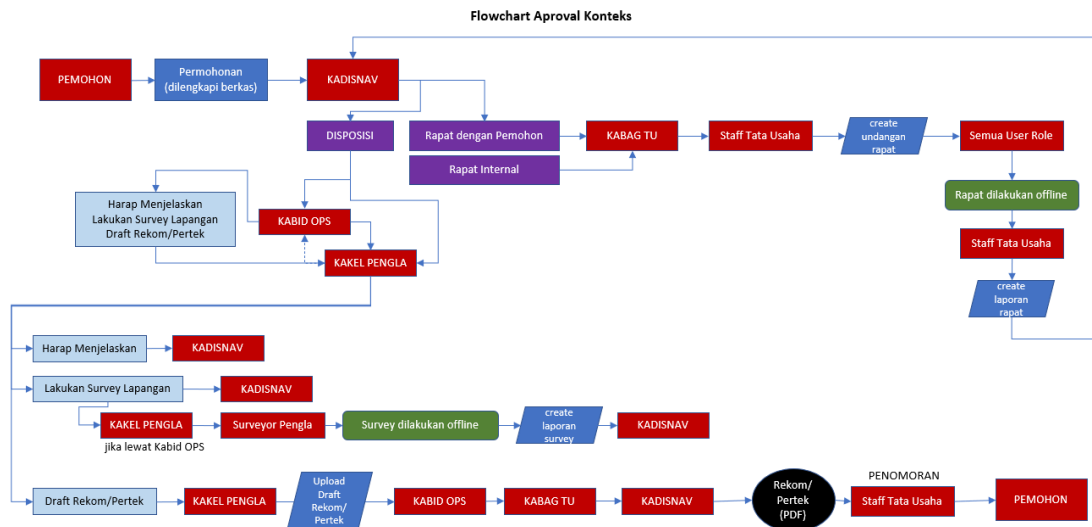 Flowchart Aproval Konteks
PEMOHON
Permohonan
(dilengkapi berkas)
KADISNAV
DISPOSISI
Rapat dengan Pemohon
Rapat Internal
KABAG TU
Staff Tata Usaha
create
undangan
rapat
Semua User Role
Rapat dilakukan offline
Staff Tata Usaha
create
laporan
rapat
Harap Menjelaskan
Lakukan Survey Lapangan
Draft Rekom/Pertek
KABID OPS
KAKEL PENGLA
Harap Menjelaskan
KADISNAV
Lakukan Survey Lapangan
KADISNAV
KAKEL PENGLA
jika lewat Kabid OPS
Surveyor Pengla
Survey dilakukan offline
create
laporan
survey
KADISNAV
Draft Rekom/Pertek
KAKEL PENGLA
Upload
Draft
Rekom/
Pertek
KABID OPS
KABAG TU
KADISNAV
Rekom/
Pertek
(PDF)
PENOMORAN
Staff Tata Usaha
PEMOHON